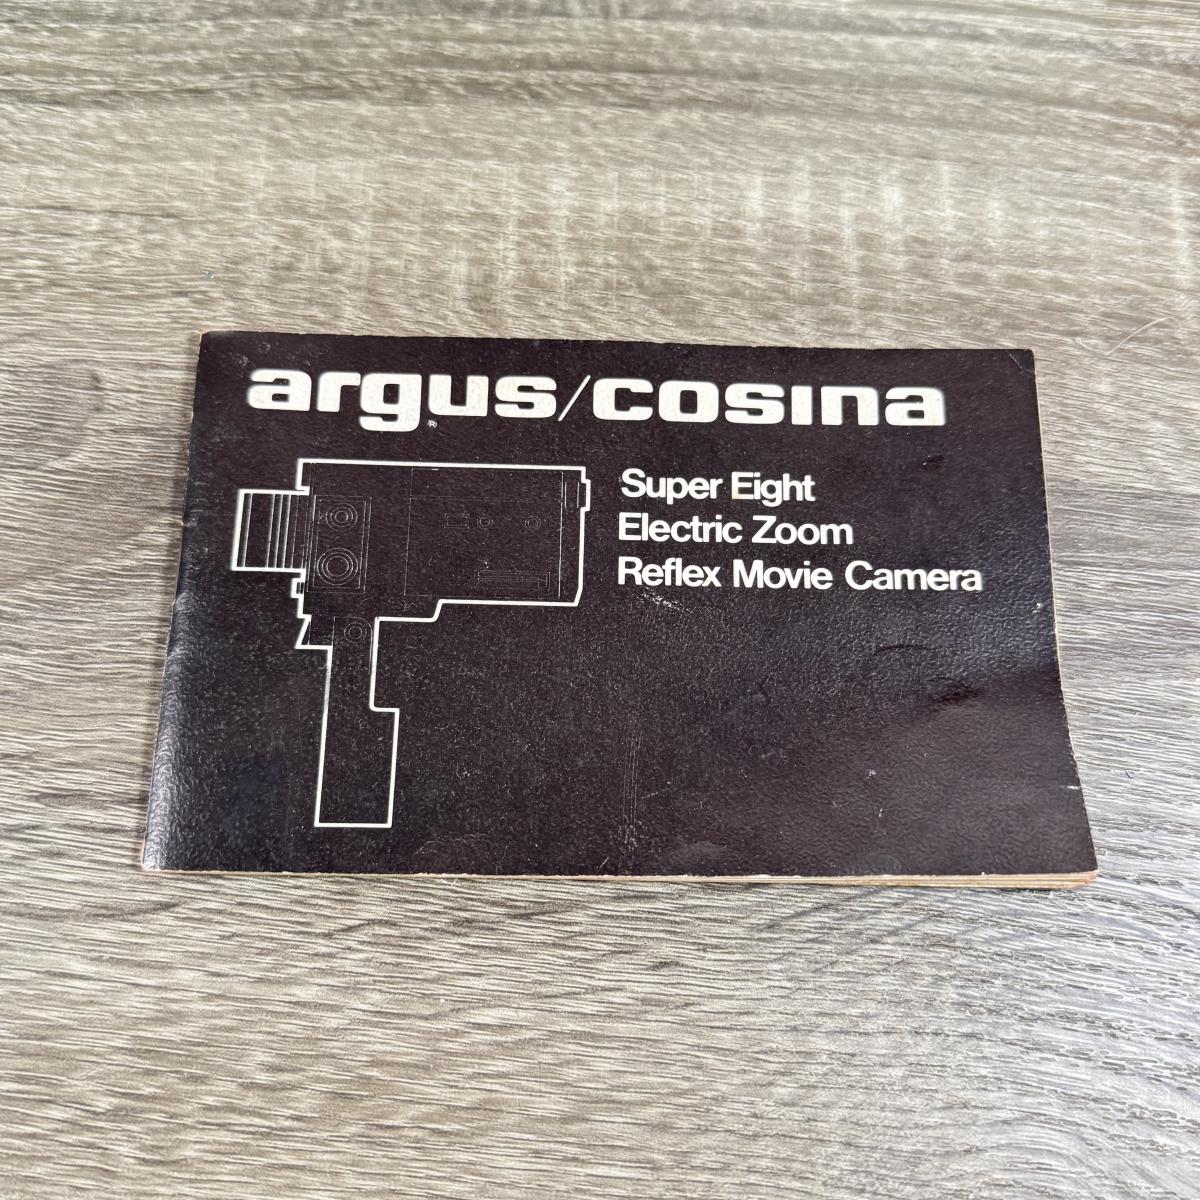 argus/cosina
®
Super Eight
Electric Zoom
Reflex Movie Camera